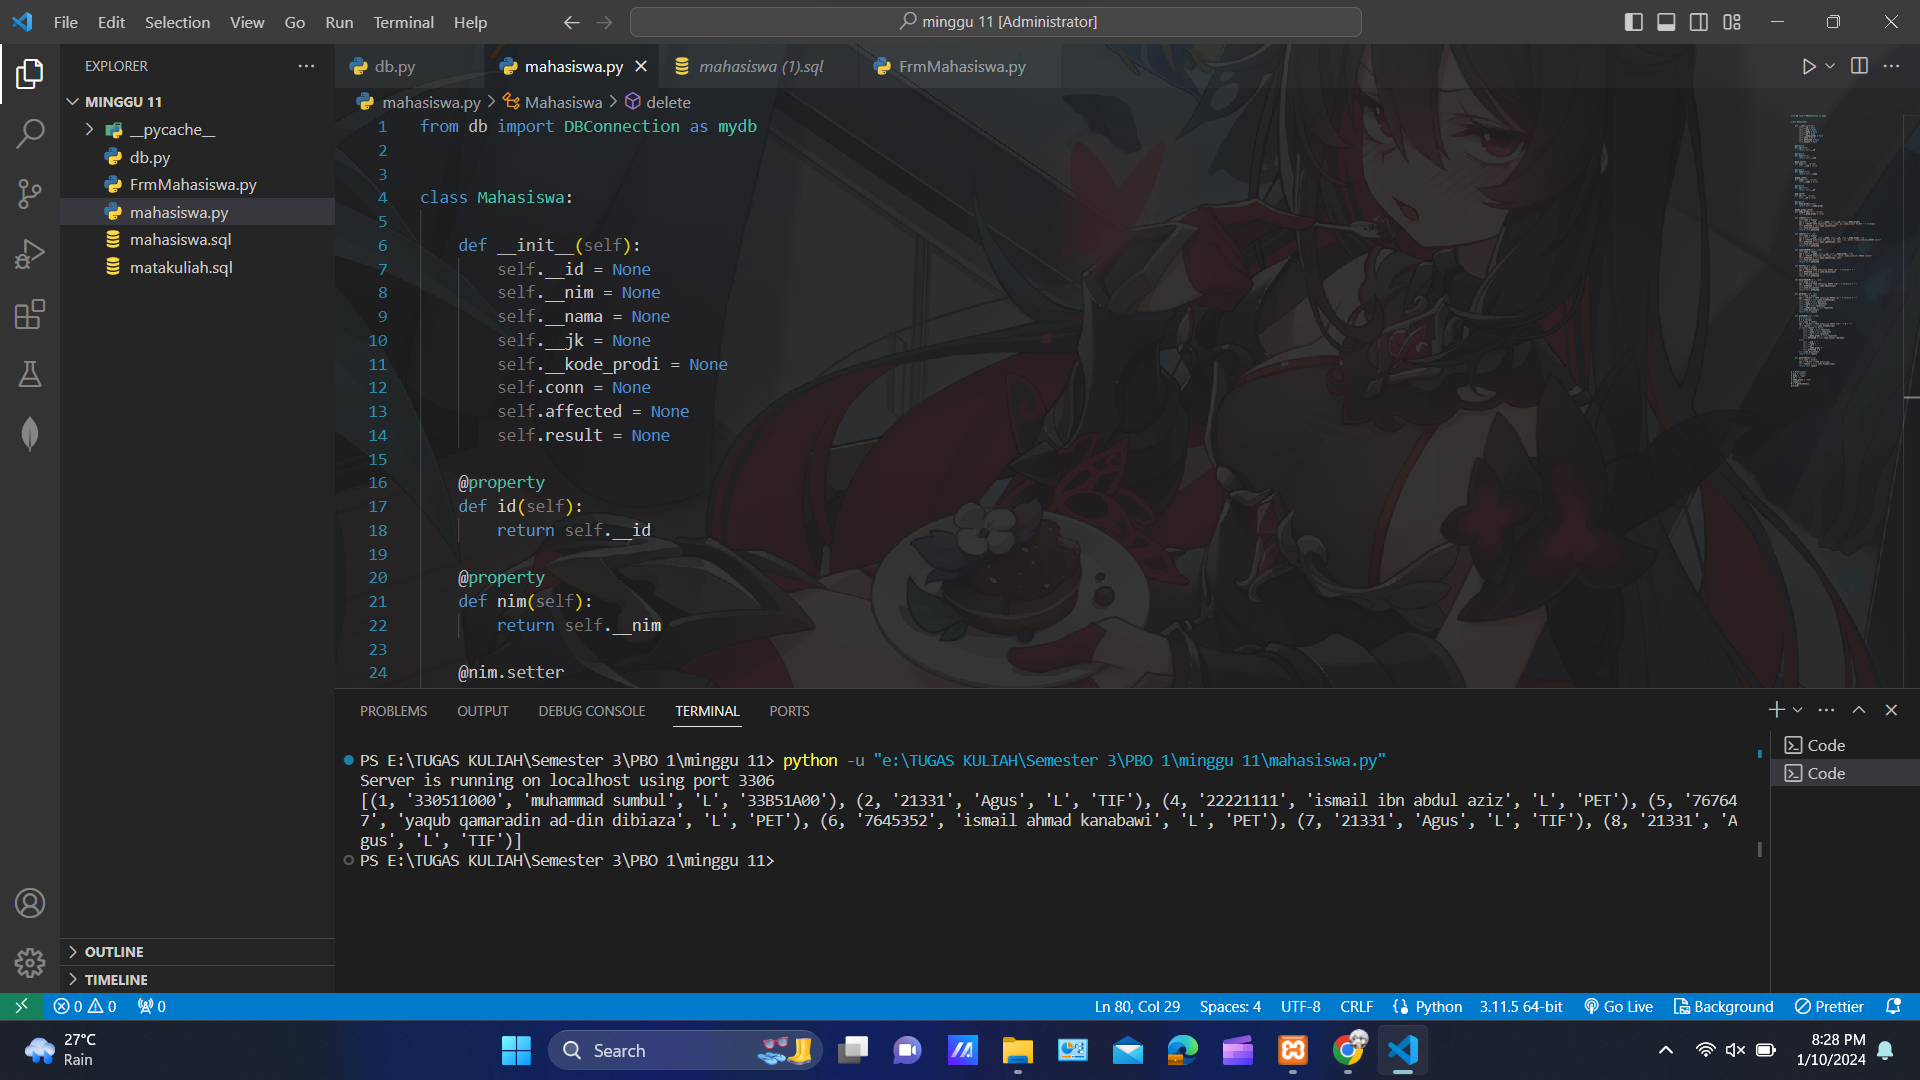 File Edit Selection View Go Run Terminal Help
minggu 11 [Administrator]
EXPLORER
db.py
mahasiswa.py
mahasiswa (1).sql
FrmMahasiswa.py
MINGGU 11
__pycache__
db.py
FrmMahasiswa.py
mahasiswa.py
mahasiswa.sql
matakuliah.sql
OUTLINE
TIMELINE
mahasiswa.py > Mahasiswa > delete
1 from db import DBConnection as mydb
2
3
4 class Mahasiswa:
5
6 def __init__(self):
7 self.__id = None
8 self.__nim = None
9 self.__nama = None
10 self.__jk = None
11 self.__kode_prodi = None
12 self.conn = None
13 self.affected = None
14 self.result = None
15
16 @property
17 def id(self):
18 return self.__id
19
20 @property
21 def nim(self):
22 return self.__nim
23
24 @nim.setter
PROBLEMS OUTPUT DEBUG CONSOLE TERMINAL PORTS
PS E:\TUGAS KULIAH\Semester 3\PBO 1\minggu 11> python -u "e:\TUGAS KULIAH\Semester 3\PBO 1\minggu 11\mahasiswa.py"
Server is running on localhost using port 3306
[(1, '330511000', 'muhammad sumbul', 'L', '33B51A00'), (2, '21331', 'Agus', 'L', 'TIF'), (4, '22221111', 'ismail ibn abdul aziz', 'L', 'PET'), (5, '76764
7', 'yaqub qamaradin ad-din dibiaza', 'L', 'PET'), (6, '7645352', 'ismail ahmad kanabawi', 'L', 'PET'), (7, '21331', 'Agus', 'L', 'TIF'), (8, '21331', 'A
gus', 'L', 'TIF')]
PS E:\TUGAS KULIAH\Semester 3\PBO 1\minggu 11>
Code
Code
0 0 0
Ln 80, Col 29 Spaces: 4 UTF-8 CRLF Python 3.11.5 64-bit Go Live Background Prettier
27°C
Rain
Search
8:28 PM
1/10/2024